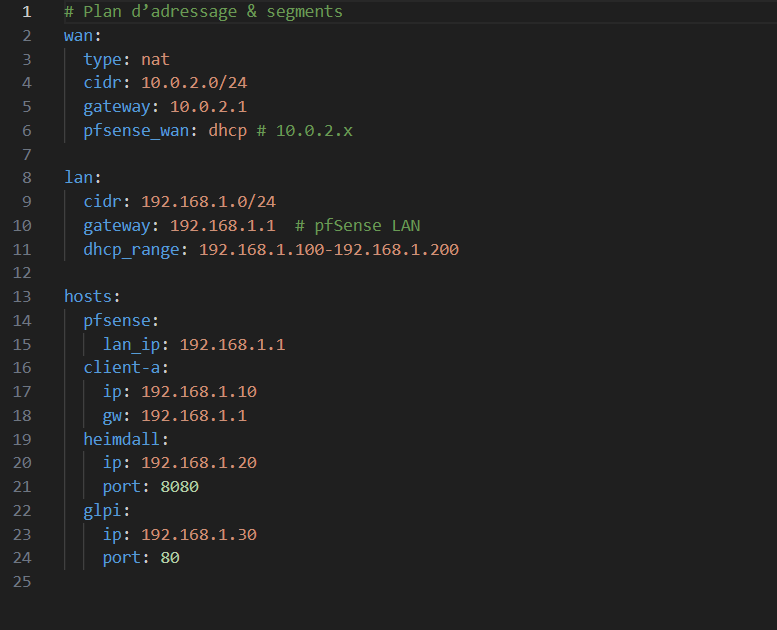 1 # Plan d’adressage & segments
2 wan:
3   type: nat
4   cidr: 10.0.2.0/24
5   gateway: 10.0.2.1
6   pfsense_wan: dhcp # 10.0.2.x
7
8 lan:
9   cidr: 192.168.1.0/24
10   gateway: 192.168.1.1  # pfSense LAN
11   dhcp_range: 192.168.1.100-192.168.1.200
12
13 hosts:
14   pfsense:
15     lan_ip: 192.168.1.1
16   client-a:
17     ip: 192.168.1.10
18     gw: 192.168.1.1
19   heimdall:
20     ip: 192.168.1.20
21     port: 8080
22   glpi:
23     ip: 192.168.1.30
24     port: 80
25